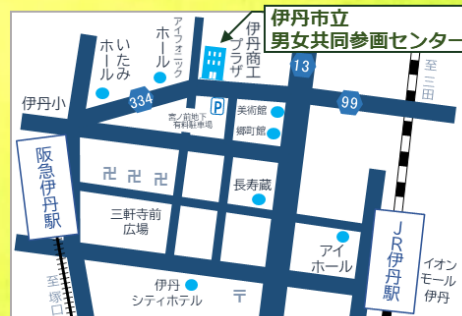 伊丹市立
男女共同参画センター
伊丹商工
プラザ
アイフォニック
ホール
いたみ
ホール
13
至 三田
334
99
伊丹小
P
宮ノ前地下
有料駐車場
美術館
郷町館
卍 卍 卍
長寿蔵
阪急伊丹駅
三軒寺前
広場
JR伊丹駅
アイ
ホール
イオン
モール
伊丹
至 塚口
伊丹
シティホテル
〒